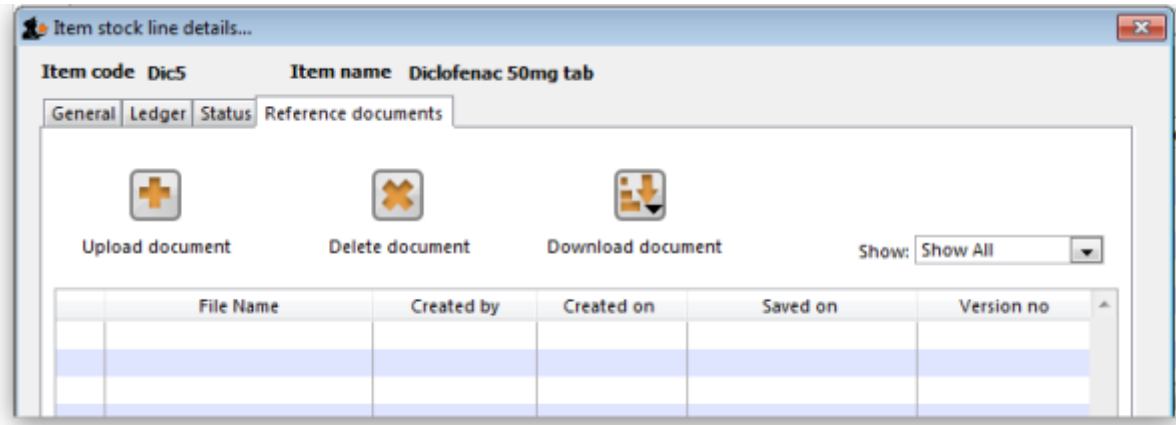 Item stock line details...
Item code Dic5 Item name Diclofenac 50mg tab
General Ledger Status Reference documents
Upload document Delete document Download document
Show: Show All
File Name Created by Created on Saved on Version no